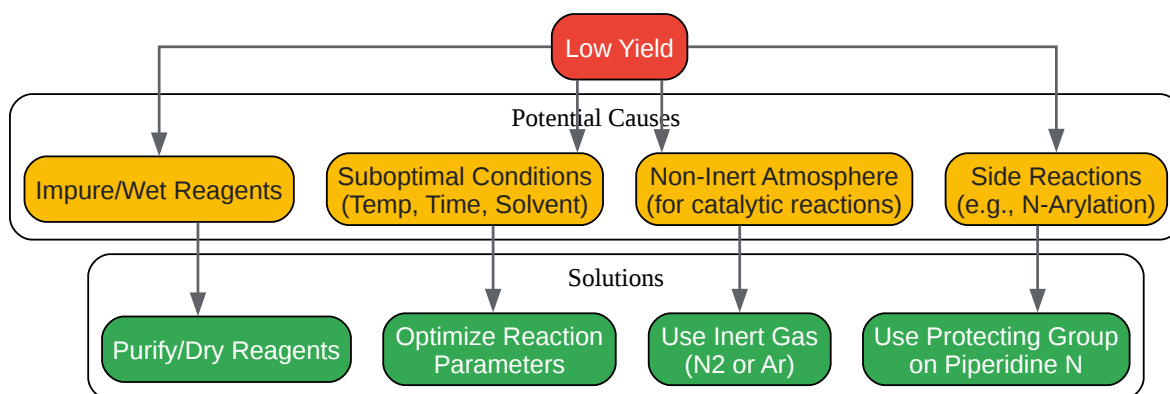 Low Yield
Potential Causes
Impure/Wet Reagents
Suboptimal Conditions
(Temp, Time, Solvent)
Non-Inert Atmosphere
(for catalytic reactions)
Side Reactions
(e.g., N-Arylation)
Solutions
Purify/Dry Reagents
Optimize Reaction
Parameters
Use Inert Gas
(N2 or Ar)
Use Protecting Group
on Piperidine N